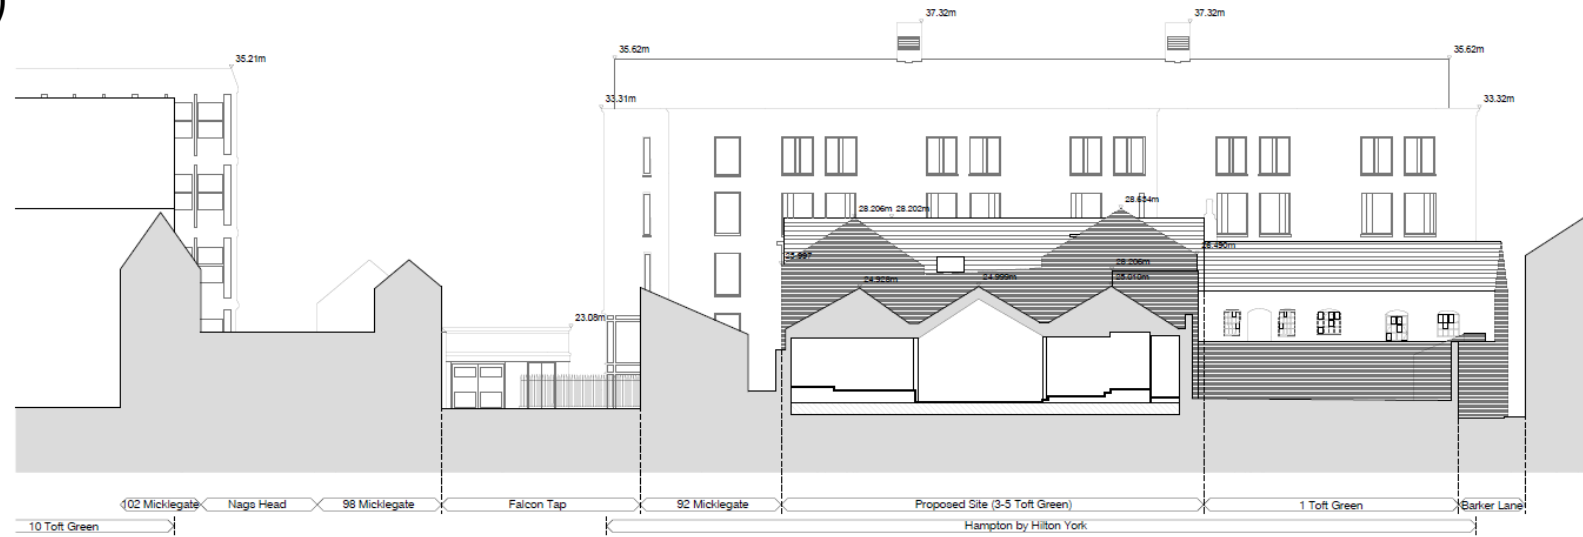 )
37.32m
37.32m
35.62m
35.62m
35.21m
33.31m
33.32m
28.634m
28.206m 28.202m
26.490m
28.206m
24.928m
24.999m
25.010m
23.08m
102 Micklegate
Nags Head
98 Micklegate
Falcon Tap
92 Micklegate
Proposed Site (3-5 Toft Green)
1 Toft Green
Barker Lane
10 Toft Green
Hampton by Hilton York